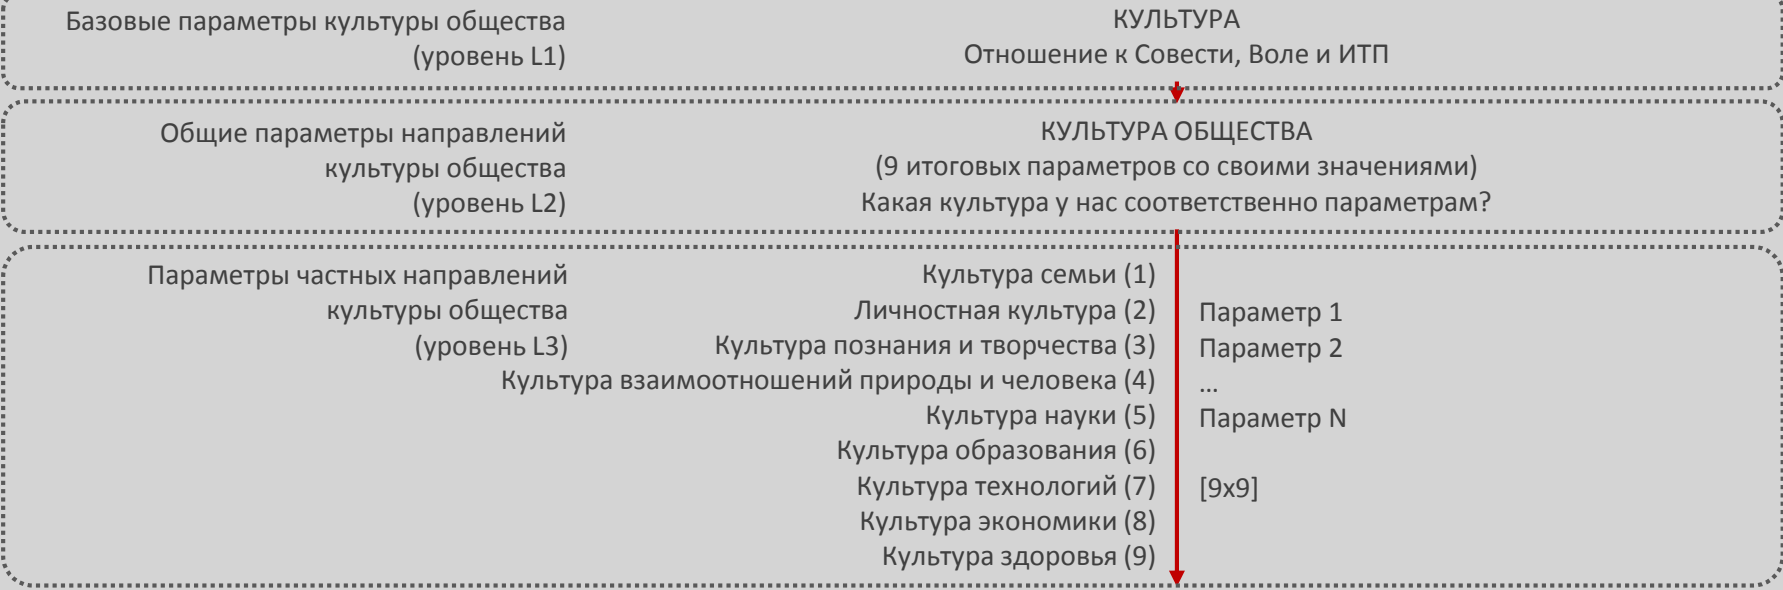 Базовые параметры культуры общества
(уровень L1)
КУЛЬТУРА
Отношение к Совести, Воле и ИТП
Общие параметры направлений
культуры общества
(уровень L2)
КУЛЬТУРА ОБЩЕСТВА
(9 итоговых параметров со своими значениями)
Какая культура у нас соответственно параметрам?
Параметры частных направлений
культуры общества
(уровень L3)
Культура семьи (1)
Личностная культура (2)
Культура познания и творчества (3)
Культура взаимоотношений природы и человека (4)
Культура науки (5)
Культура образования (6)
Культура технологий (7)
Культура экономики (8)
Культура здоровья (9)
Параметр 1
Параметр 2
...
Параметр N
[9x9]